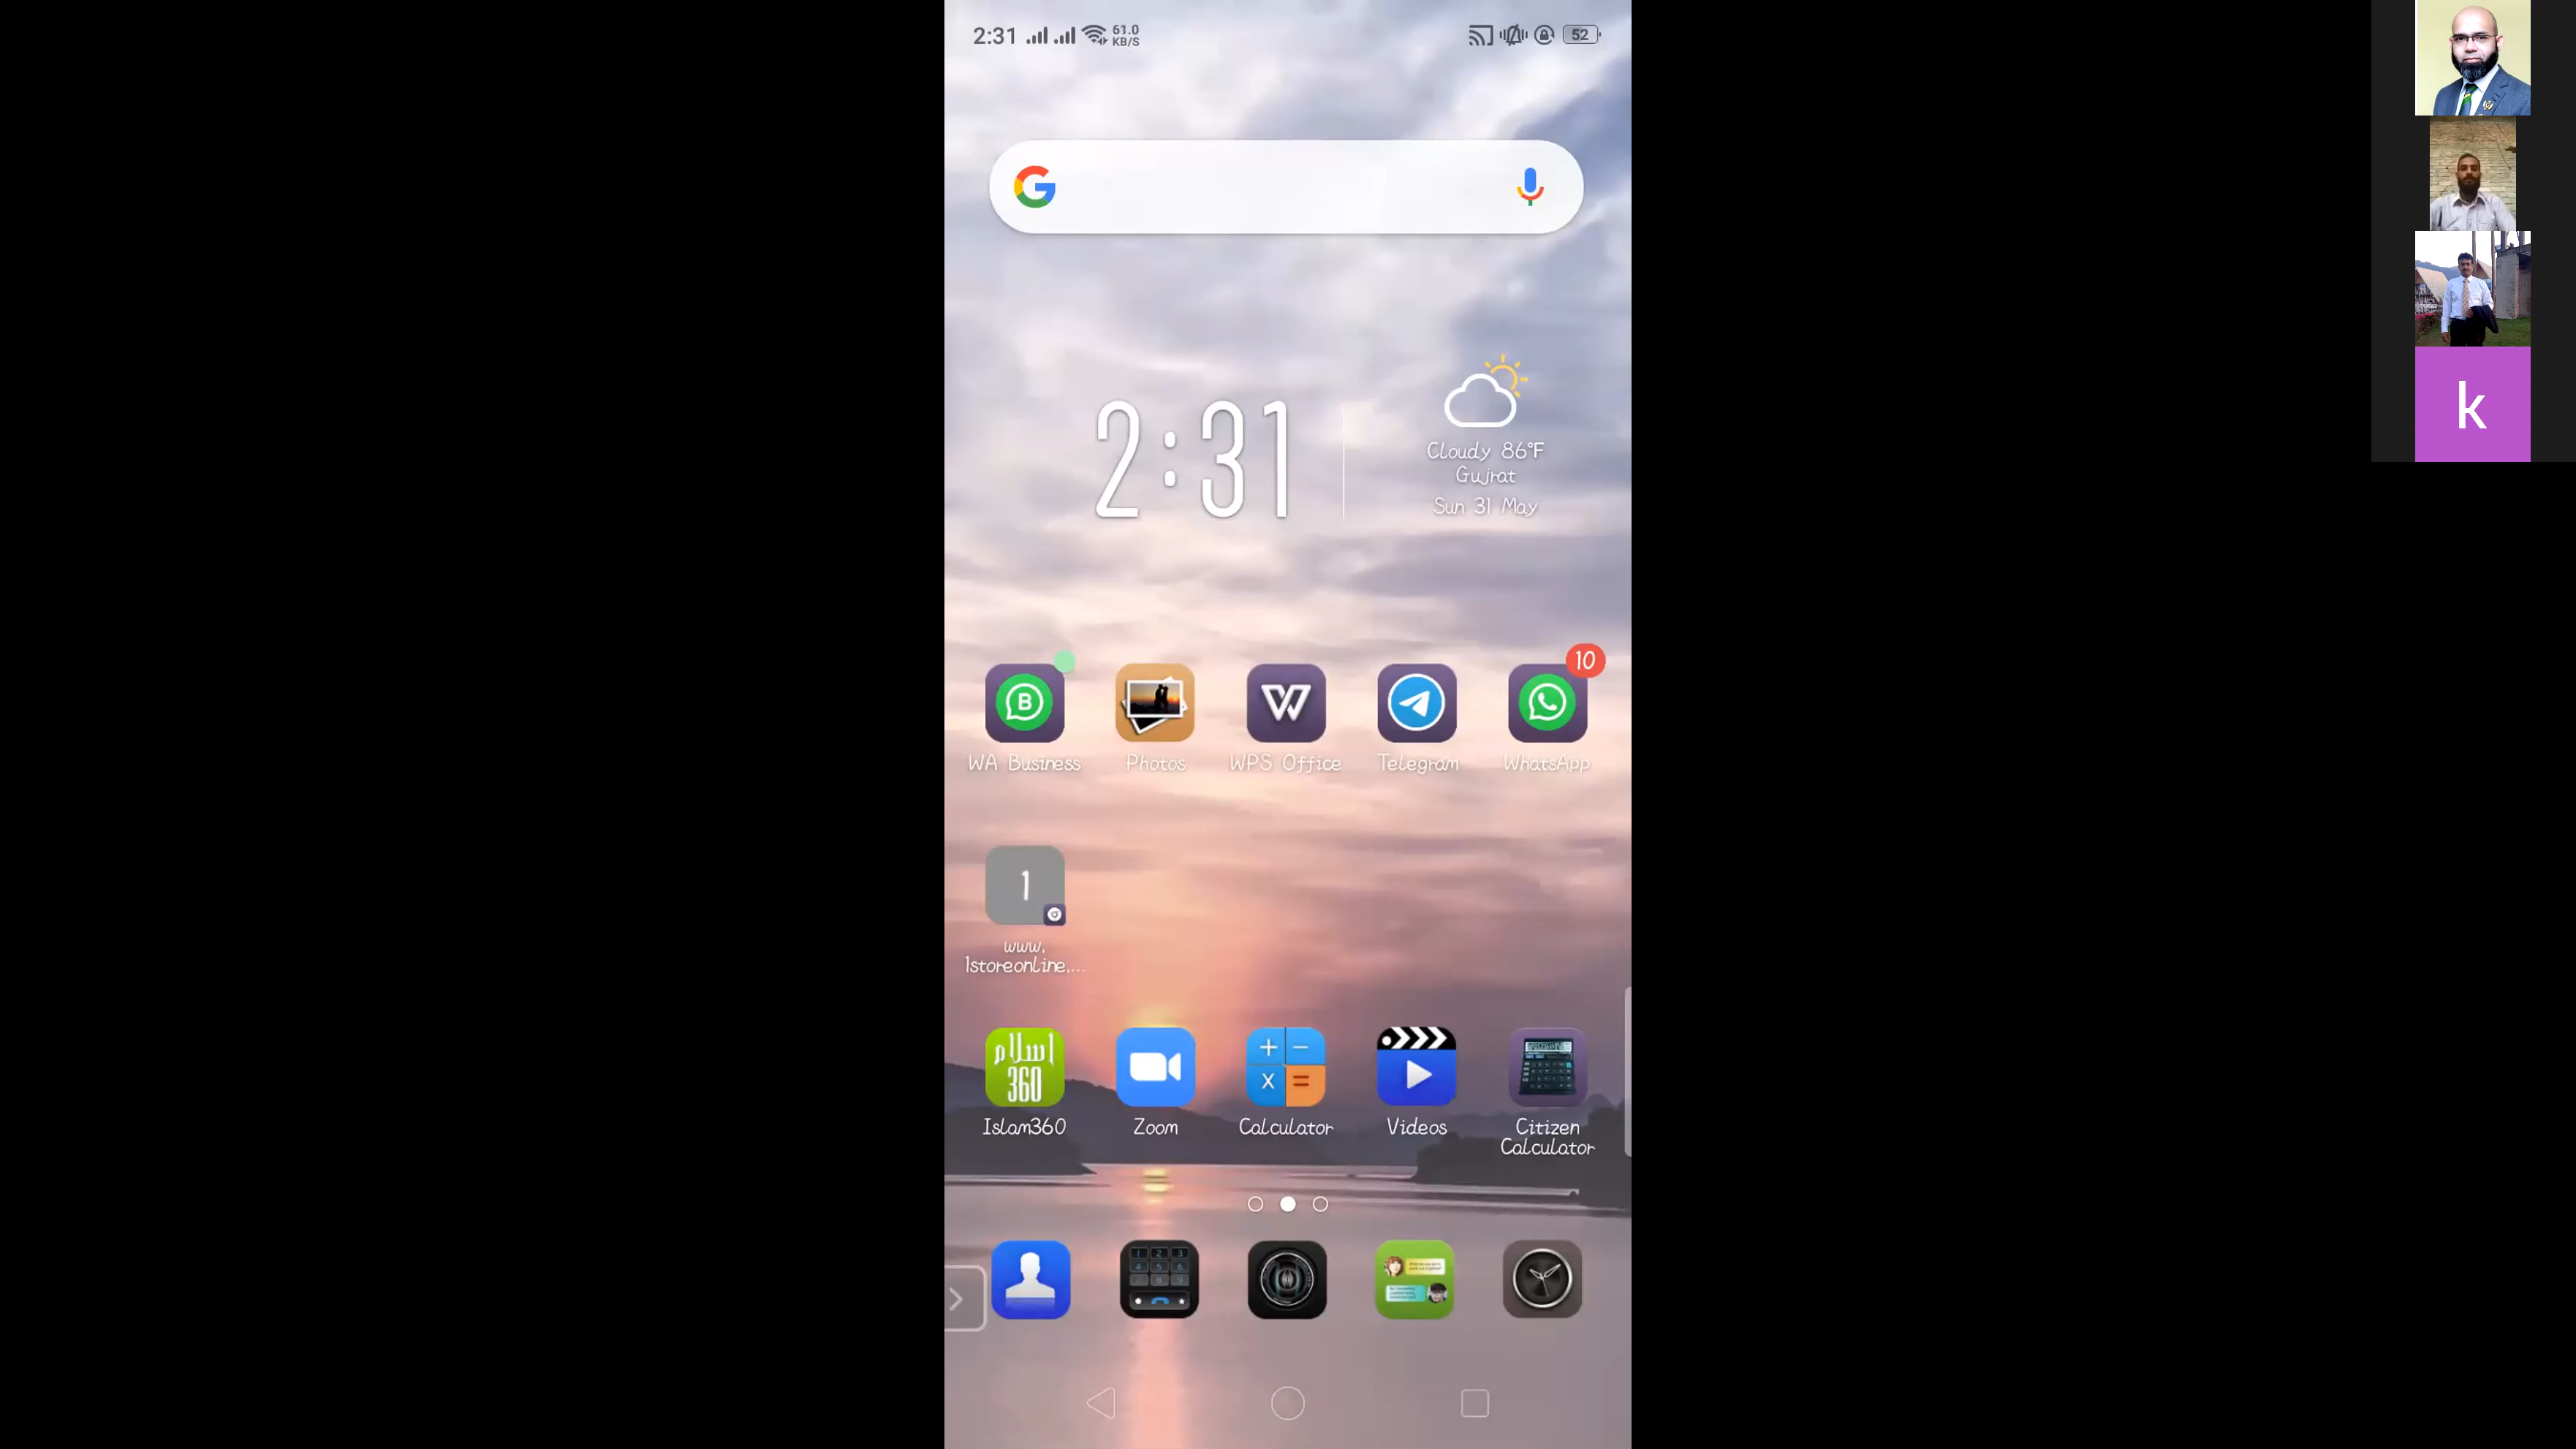 2:31
61.0
KB/S
52
2:31
Cloudy 86°F
Gujrat
Sun 31 May
10
WA Business
Photos
WPS Office
Telegram
WhatsApp
1
www.
1storeonline....
اسلام
360
Islam360
Zoom
Calculator
Videos
Citizen
Calculator
k